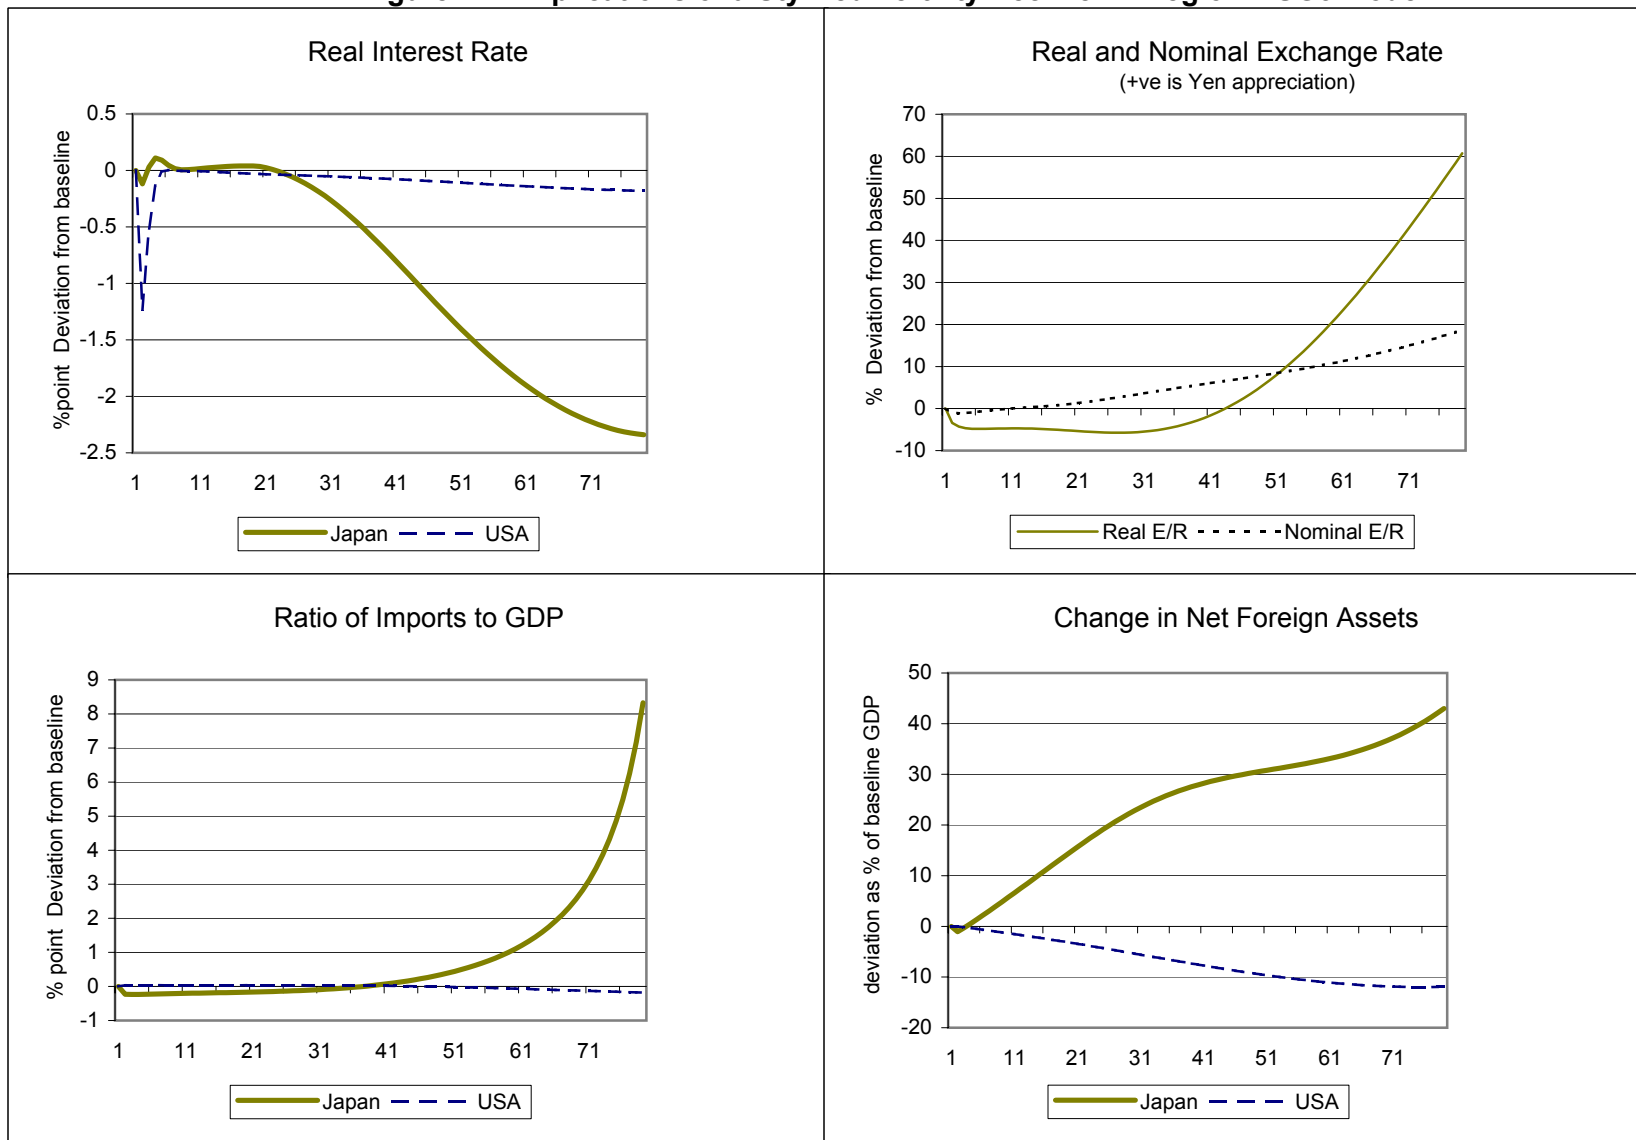 Real Interest Rate
%point Deviation from baseline
0.5
0
-0.5
-1
-1.5
-2
-2.5
1 11 21 31 41 51 61 71
Japan USA
Real and Nominal Exchange Rate
(+ve is Yen appreciation)
% Deviation from baseline
70
60
50
40
30
20
10
0
-10
1 11 21 31 41 51 61 71
Real E/R Nominal E/R
Ratio of Imports to GDP
% point Deviation from baseline
9
8
7
6
5
4
3
2
1
0
-1
1 11 21 31 41 51 61 71
Japan USA
Change in Net Foreign Assets
deviation as % of baseline GDP
50
40
30
20
10
0
-10
-20
1 11 21 31 41 51 61 71
Japan USA